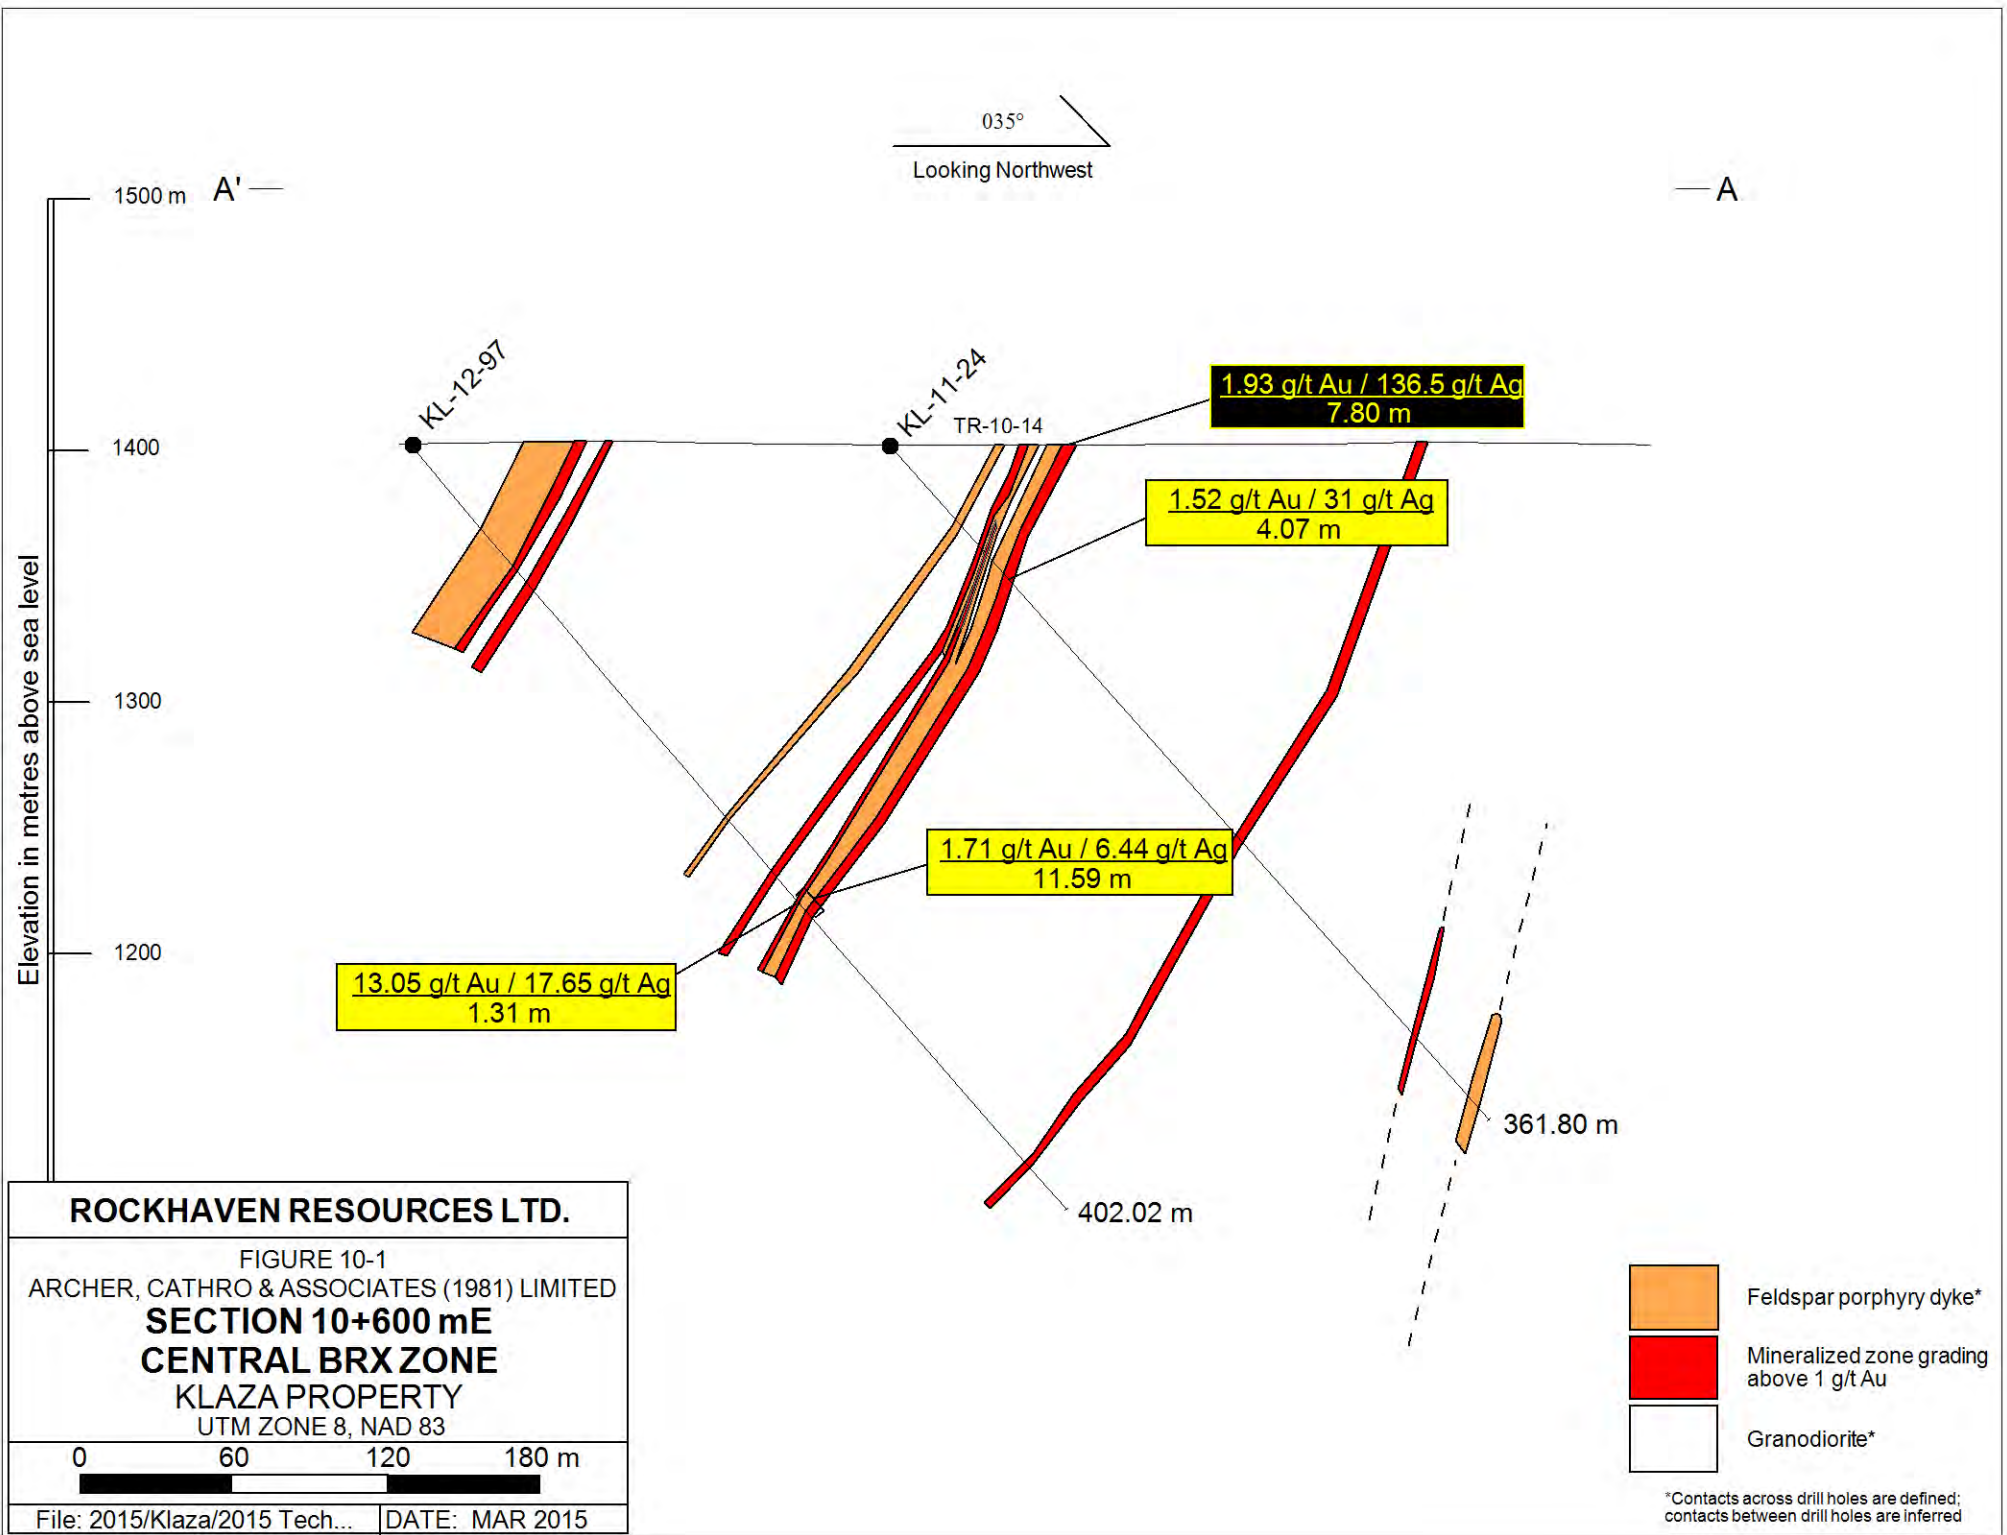 035°
Looking Northwest
1500 m
A'
A
KL-12-97
KL-11-24
TR-10-14
1.93 g/t Au / 136.5 g/t Ag
7.80 m
1400
1.52 g/t Au / 31 g/t Ag
4.07 m
Elevation in metres above sea level
1300
1.71 g/t Au / 6.44 g/t Ag
11.59 m
1200
13.05 g/t Au / 17.65 g/t Ag
1.31 m
361.80 m
402.02 m
ROCKHAVEN RESOURCES LTD.
FIGURE 10-1
ARCHER, CATHRO & ASSOCIATES (1981) LIMITED
SECTION 10+600 mE
CENTRAL BRX ZONE
KLAZA PROPERTY
UTM ZONE 8, NAD 83
0 60 120 180 m
File: 2015/Klaza/2015 Tech... DATE: MAR 2015
Feldspar porphyry dyke*
Mineralized zone grading
above 1 g/t Au
Granodiorite*
*Contacts across drill holes are defined;
contacts between drill holes are inferred